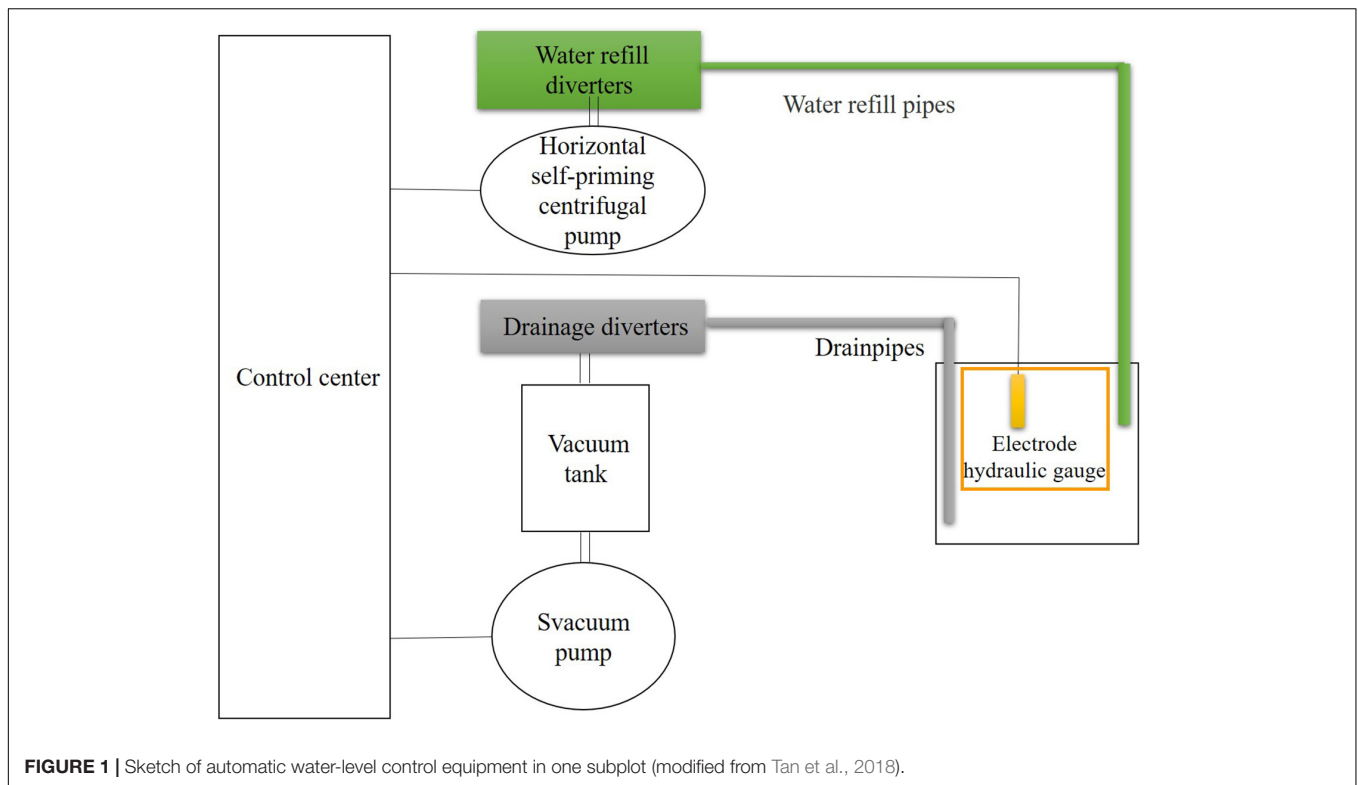 Water refill
diverters
Water refill pipes
Horizontal
self-priming
centrifugal
pump
Drainage diverters
Drainpipes
Control center
Vacuum
tank
Electrode
hydraulic gauge
Svacuum
pump
FIGURE 1 | Sketch of automatic water-level control equipment in one subplot (modified from Tan et al., 2018).